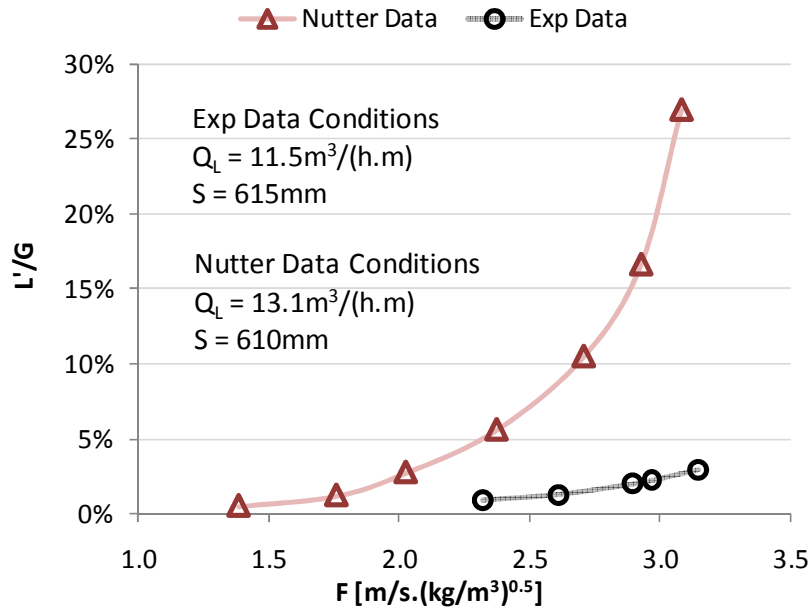 Nutter Data Exp Data
30%
25%
20%
15%
10%
5%
0%
L'/G
Exp Data Conditions
Q_L = 11.5m³/(h.m)
S = 615mm
Nutter Data Conditions
Q_L = 13.1m³/(h.m)
S = 610mm
1.0 1.5 2.0 2.5 3.0 3.5
F [m/s.(kg/m³)^0.5]